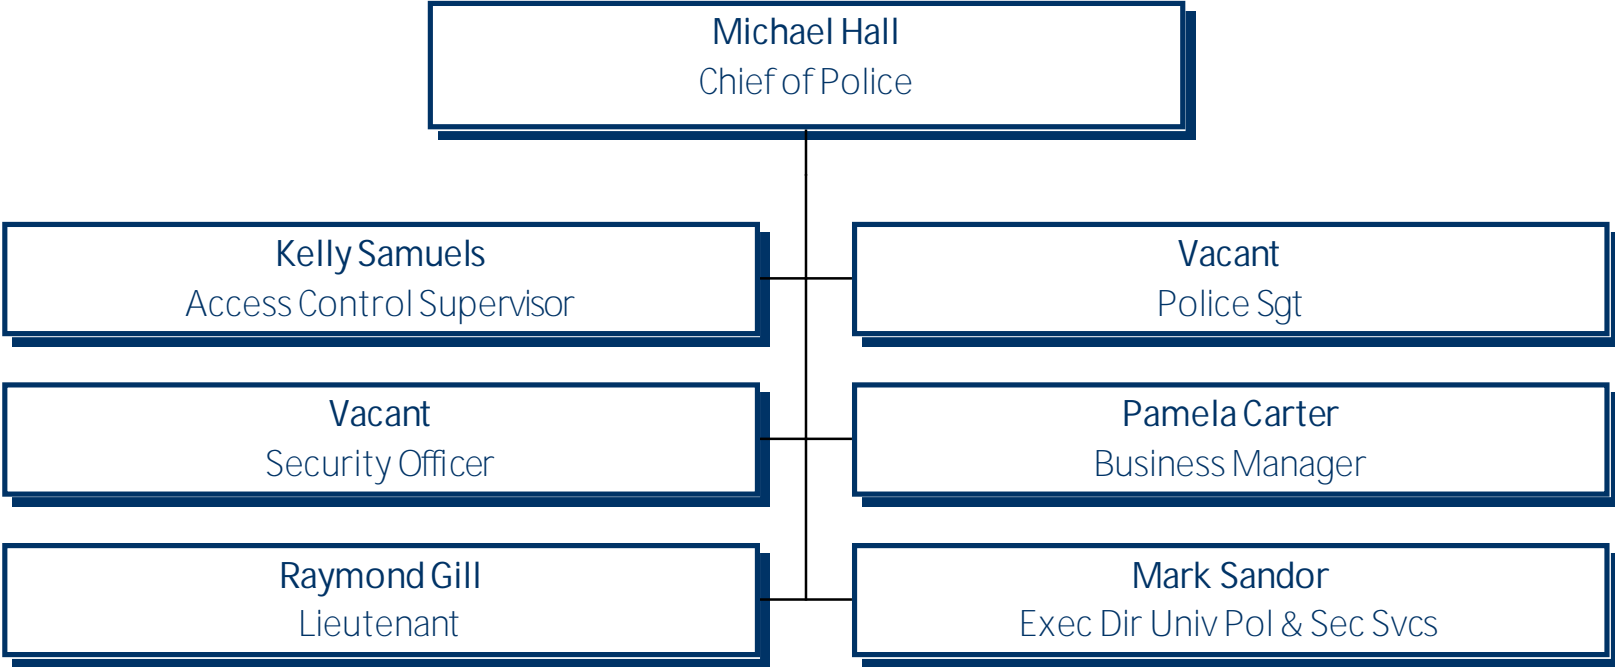 Michael Hall
Chief of Police
Kelly Samuels
Access Control Supervisor
Vacant
Police Sgt
Vacant
Security Officer
Pamela Carter
Business Manager
Raymond Gill
Lieutenant
Mark Sandor
Exec Dir Univ Pol & Sec Svcs